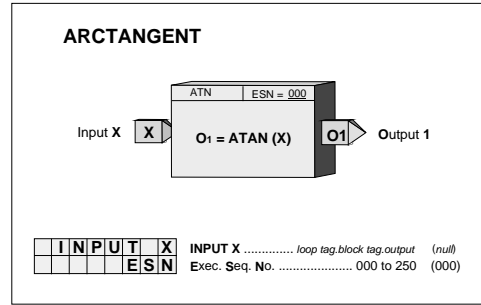 ARCTANGENT
ATN ESN = 000
Input X X O1 = ATAN (X) O1 Output 1
INPUT X INPUT X .............. loop tag.block tag.output (null)
ESN Exec. Seq. No. ..................... 000 to 250 (000)